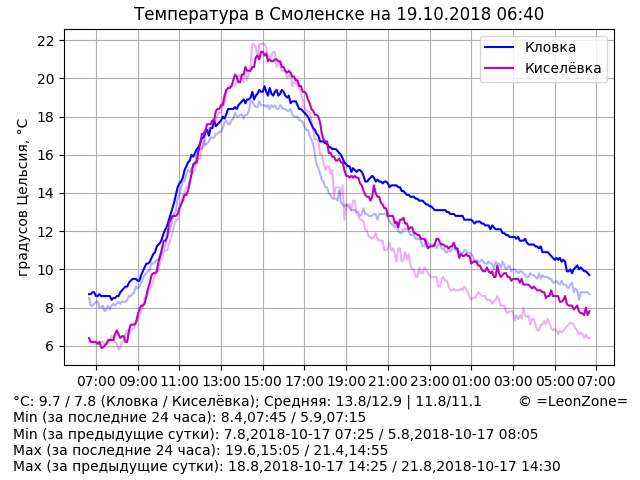 Температура в Смоленске на 19.10.2018 06:40
Кловка
Киселёвка
градусов Цельсия, °C
22
20
18
16
14
12
10
8
6
07:00 09:00 11:00 13:00 15:00 17:00 19:00 21:00 23:00 01:00 03:00 05:00 07:00
°C: 9.7 / 7.8 (Кловка / Киселёвка); Средняя: 13.8/12.9 | 11.8/11.1 © =LeonZone=
Min (за последние 24 часа): 8.4,07:45 / 5.9,07:15
Min (за предыдущие сутки): 7.8,2018-10-17 07:25 / 5.8,2018-10-17 08:05
Max (за последние 24 часа): 19.6,15:05 / 21.4,14:55
Max (за предыдущие сутки): 18.8,2018-10-17 14:25 / 21.8,2018-10-17 14:30